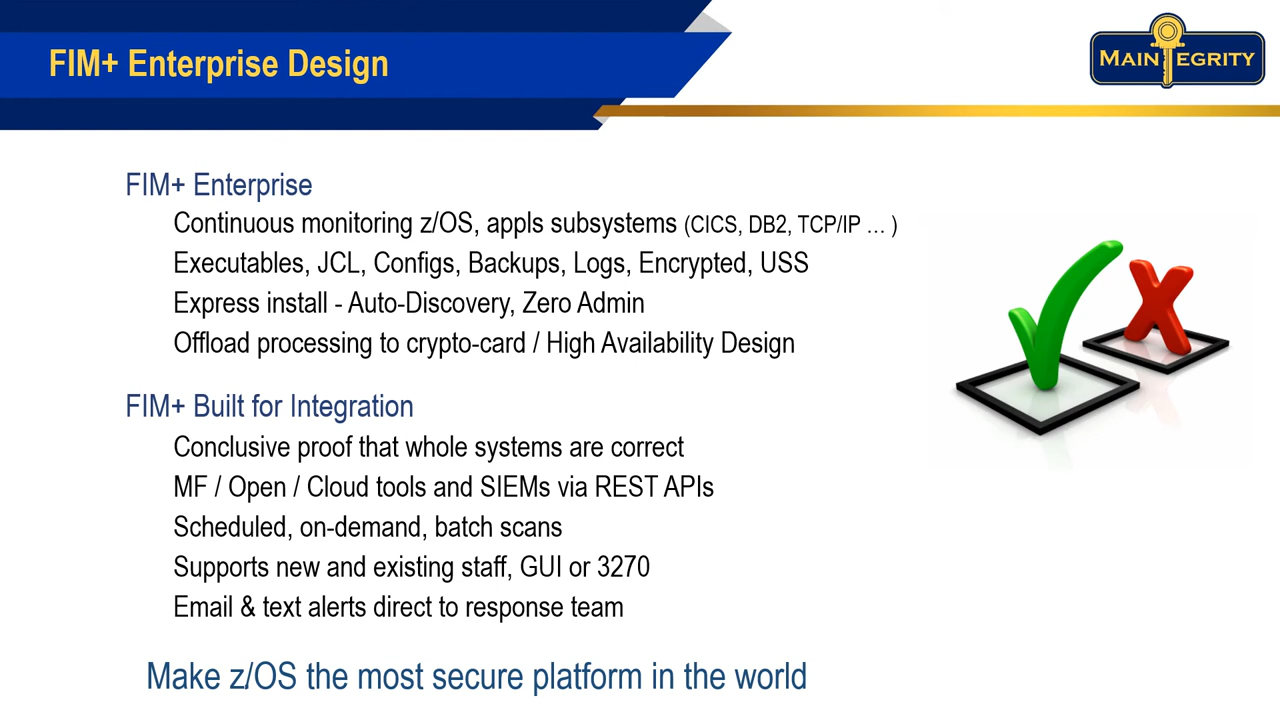 FIM+ Enterprise Design
MAINTEGRITY
FIM+ Enterprise
Continuous monitoring z/OS, appls subsystems (CICS, DB2, TCP/IP ... )
Executables, JCL, Configs, Backups, Logs, Encrypted, USS
Express install - Auto-Discovery, Zero Admin
Offload processing to crypto-card / High Availability Design
FIM+ Built for Integration
Conclusive proof that whole systems are correct
MF / Open / Cloud tools and SIEMs via REST APIs
Scheduled, on-demand, batch scans
Supports new and existing staff, GUI or 3270
Email & text alerts direct to response team
Make z/OS the most secure platform in the world